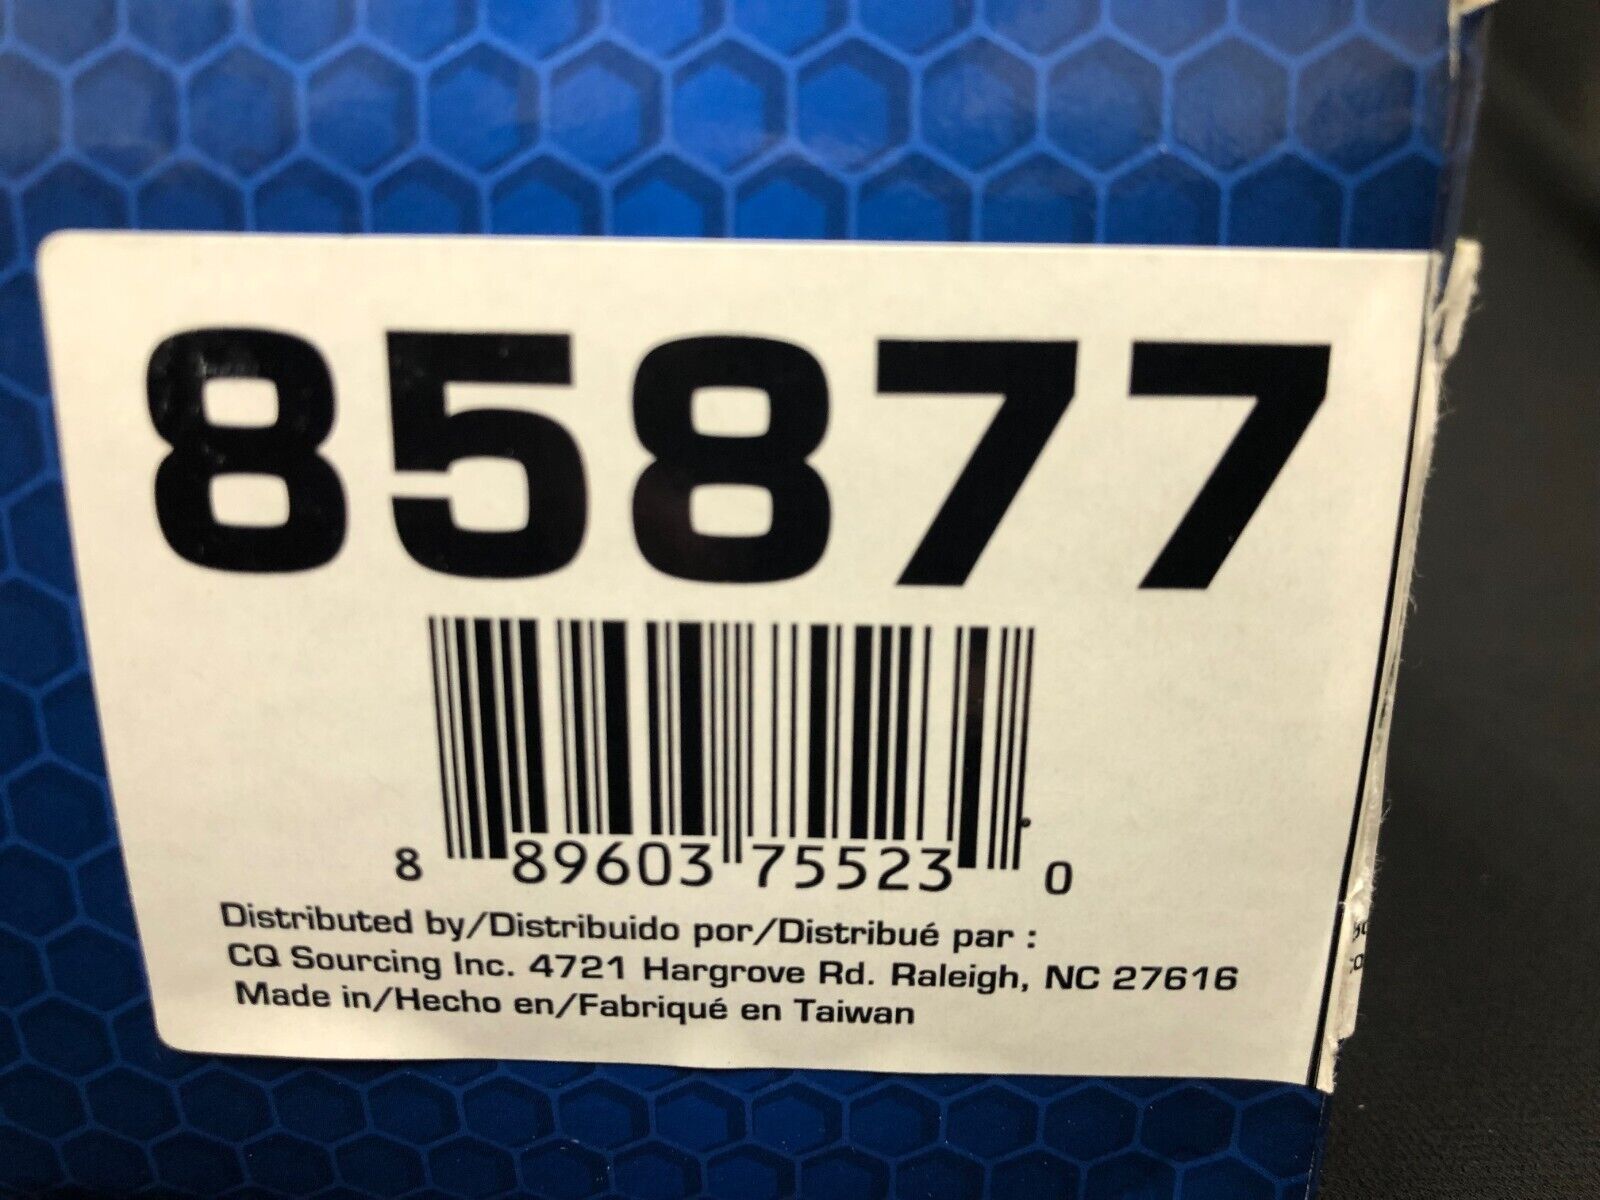 85877
8 89603 75523 0
Distributed by/Distribuido por/Distribué par :
CQ Sourcing Inc. 4721 Hargrove Rd. Raleigh, NC 27616
Made in/Hecho en/Fabriqué en Taiwan